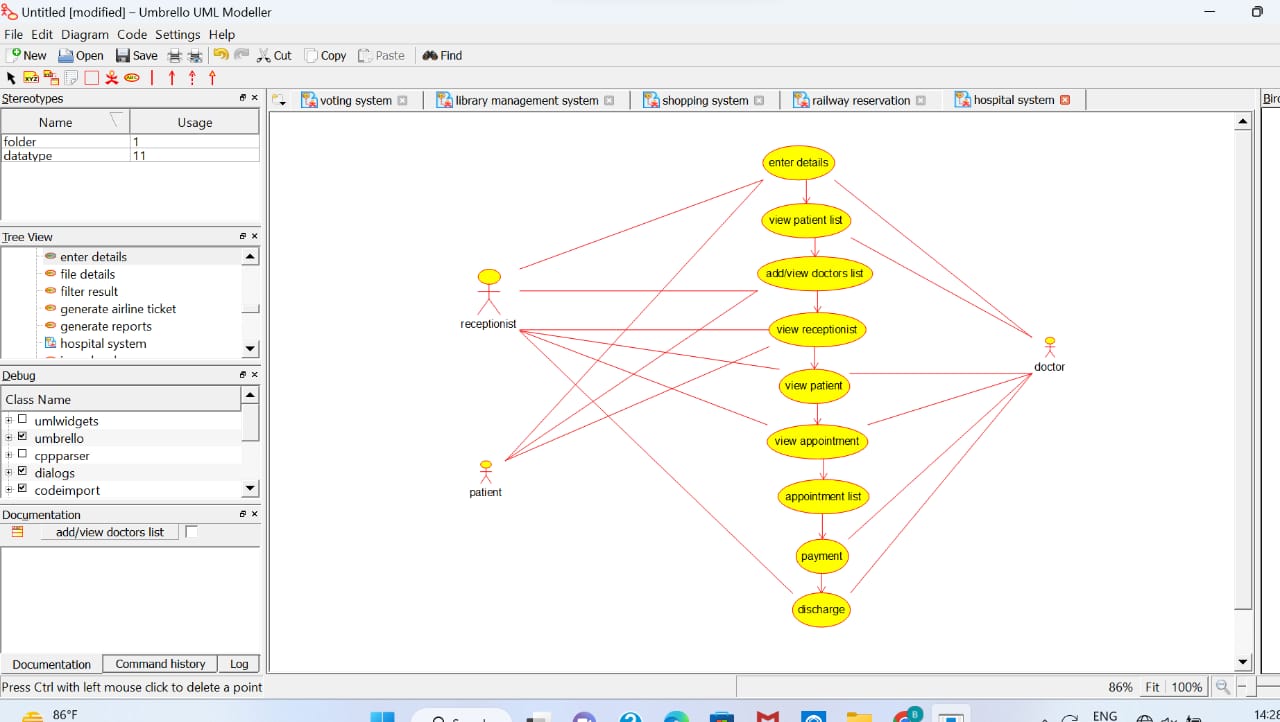 Untitled [modified] – Umbrello UML Modeller
File Edit Diagram Code Settings Help
New Open Save Cut Copy Paste Find
Stereotypes
Name Usage
folder 1
datatype 11
Tree View
enter details
file details
filter result
generate airline ticket
generate reports
hospital system
Debug
Class Name
umlwidgets
umbrello
cppparser
dialogs
codeimport
Documentation
add/view doctors list
Documentation Command history Log
Press Ctrl with left mouse click to delete a point
voting system library management system shopping system railway reservation hospital system
enter details
view patient list
add/view doctors list
receptionist
view receptionist
doctor
view patient
view appointment
patient
appointment list
payment
discharge
86% Fit 100%
86°F
ENG